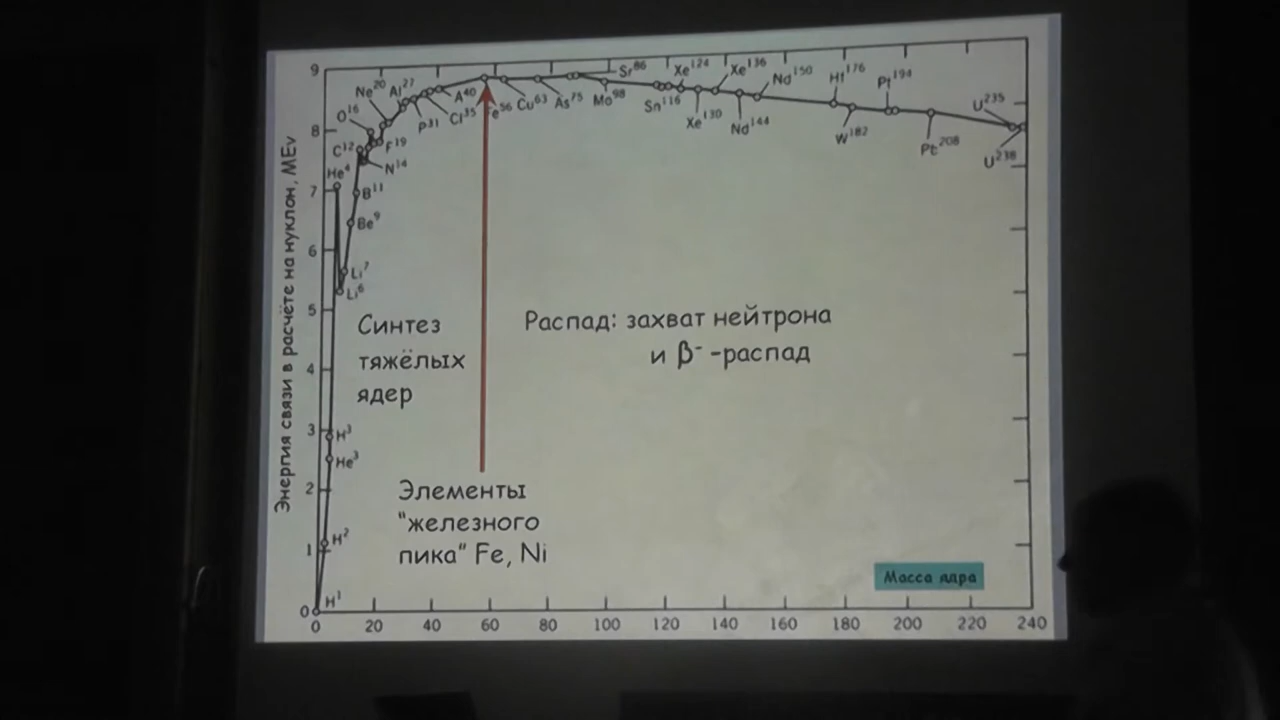 9
8
7
6
5
4
3
2
1
0
Энергия связи в расчёте на нуклон, МЕv
H¹
H²
He³
H³
Li⁶
Li⁷
Be⁹
B¹¹
He⁴
C¹²
N¹⁴
O¹⁶
F¹⁹
Ne²⁰
Al²⁷
P³¹
Cl³⁵
A⁴⁰
Fe⁵⁶
Cu⁶³
As⁷⁵
Sr⁸⁶
Mo⁹⁸
Sn¹¹⁶
Xe¹²⁴
Xe¹³⁰
Xe¹³⁶
Nd¹⁴⁴
Nd¹⁵⁰
Hf¹⁷⁶
W¹⁸²
Pt¹⁹⁴
Pt²⁰⁸
U²³⁵
U²³⁸
Синтез
тяжёлых
ядер
Распад: захват нейтрона
и β⁻ -распад
Элементы
"железного
пика" Fe, Ni
Масса ядра
0 20 40 60 80 100 120 140 160 180 200 220 240